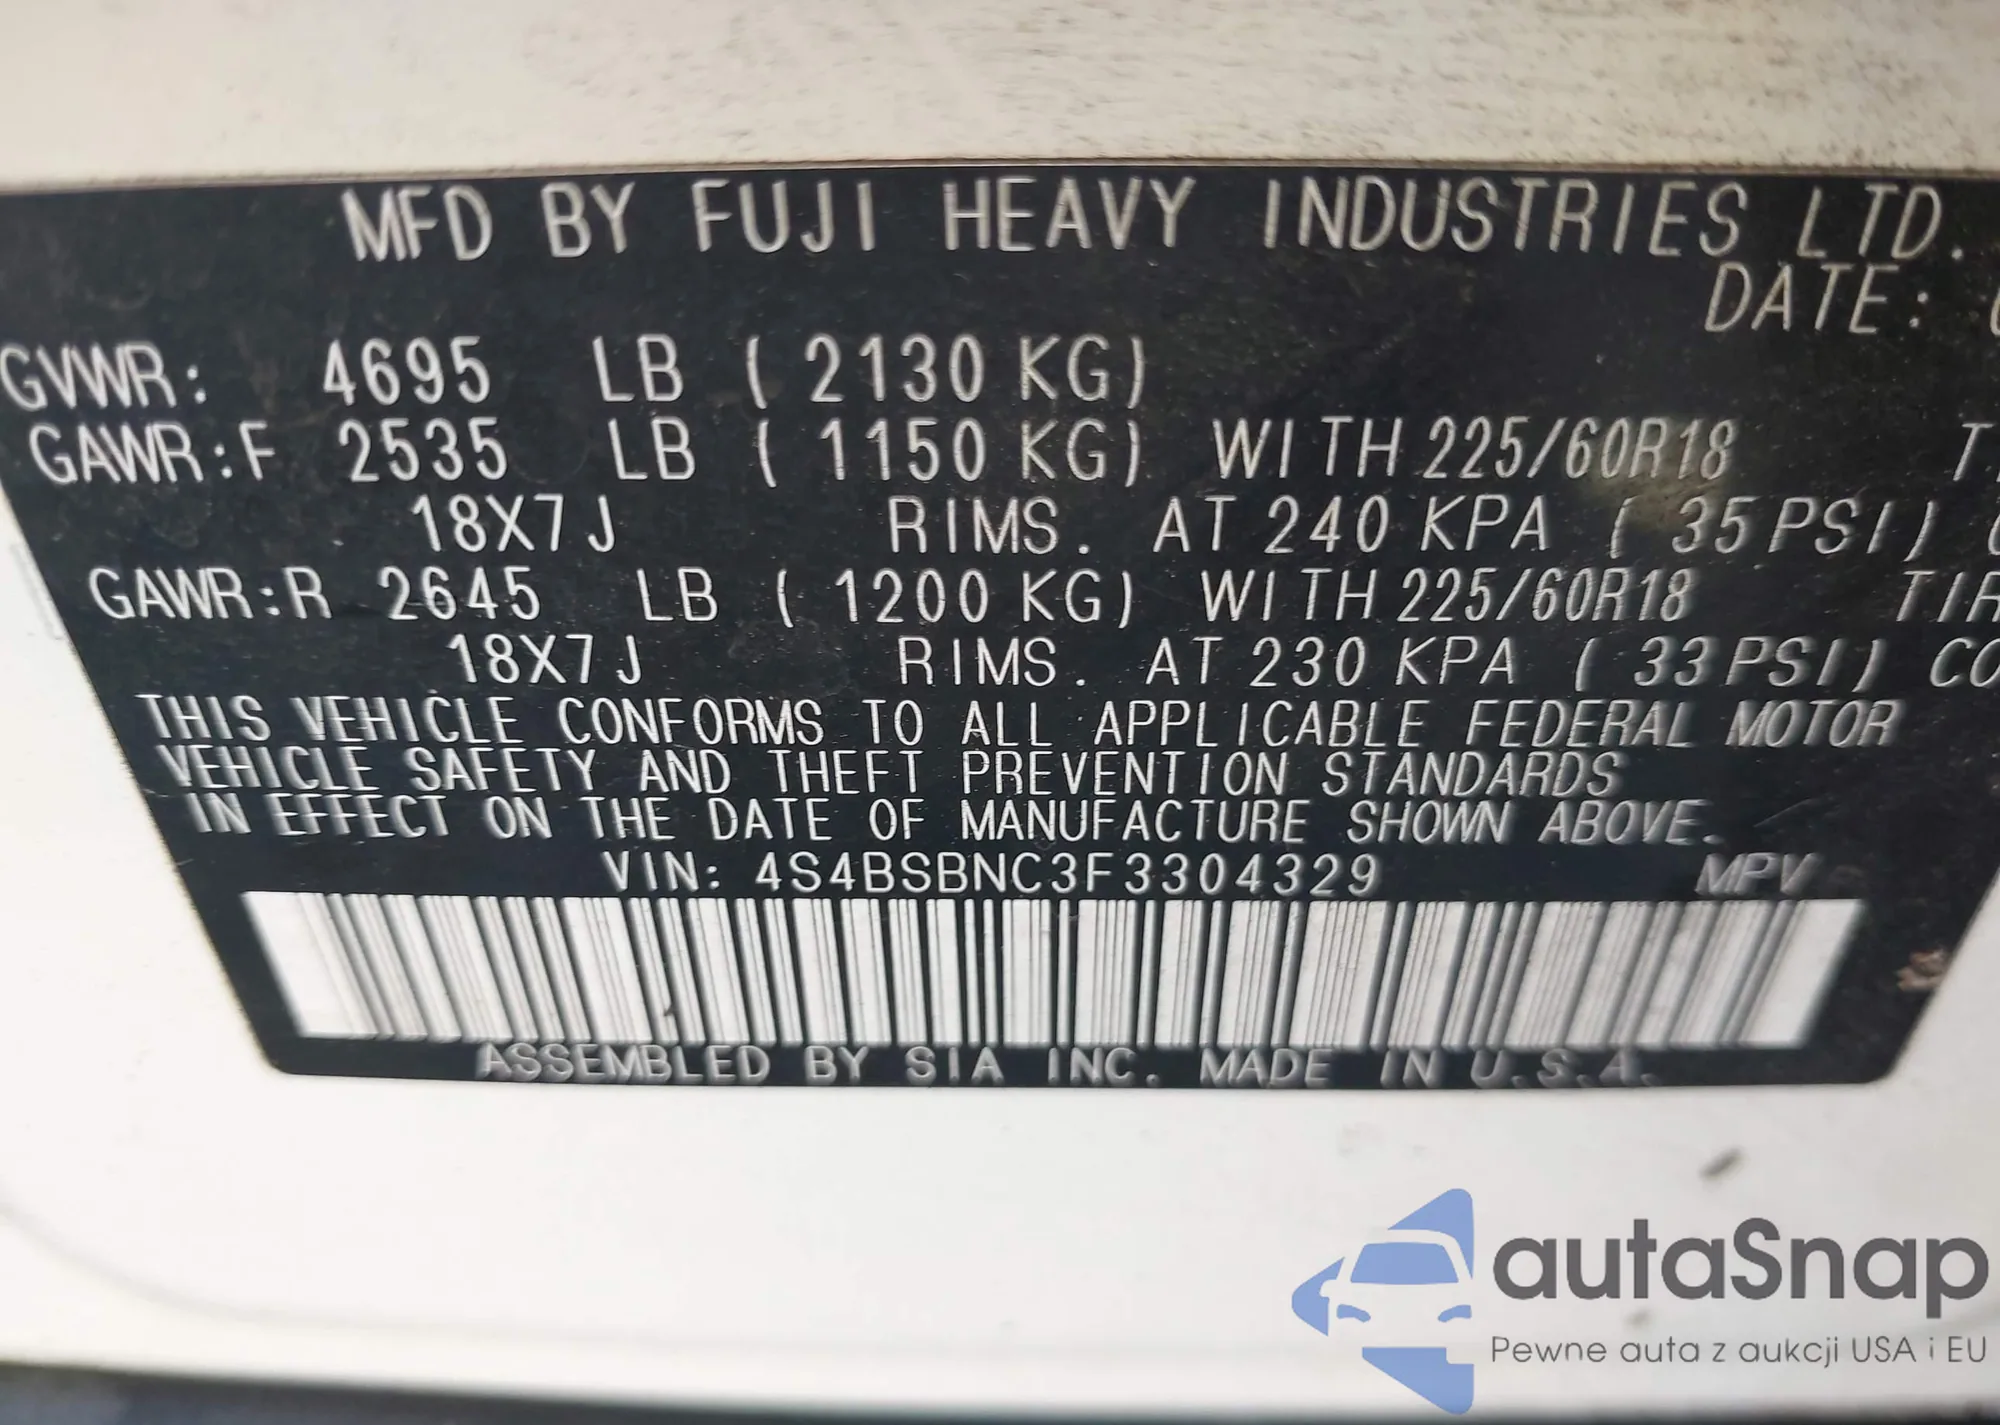 MFD BY FUJI HEAVY INDUSTRIES LTD.
DATE:
GVWR: 4695 LB ( 2130 KG)
GAWR:F 2535 LB ( 1150 KG) WITH 225/60R18
18X7J RIMS. AT 240 KPA ( 35 PSI)
GAWR:R 2645 LB ( 1200 KG) WITH 225/60R18
18X7J RIMS. AT 230 KPA ( 33 PSI)
THIS VEHICLE CONFORMS TO ALL APPLICABLE FEDERAL MOTOR
VEHICLE SAFETY AND THEFT PREVENTION STANDARDS
IN EFFECT ON THE DATE OF MANUFACTURE SHOWN ABOVE.
VIN: 4S4BSBNC3F3304329 MPV
ASSEMBLED BY SIA INC. MADE IN U.S.A.
autaSnap
Pewne auta z aukcji USA i EU